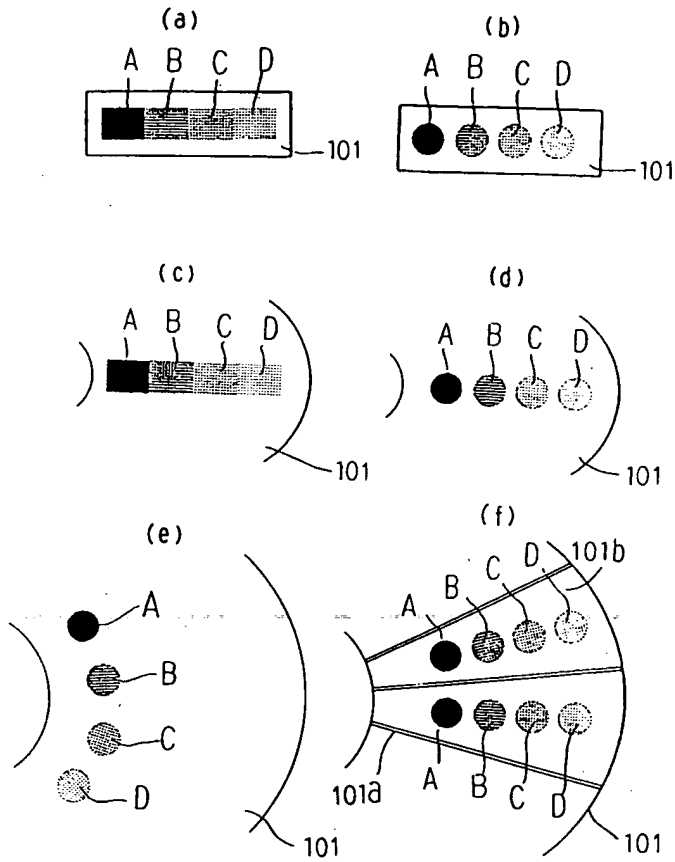 (a)
A B C D
101
(b)
A B C D
101
(c)
A B C D
101
(d)
A B C D
101
(e)
A
B
C
D
101
(f)
A B C D 101b
101a A B C D
101